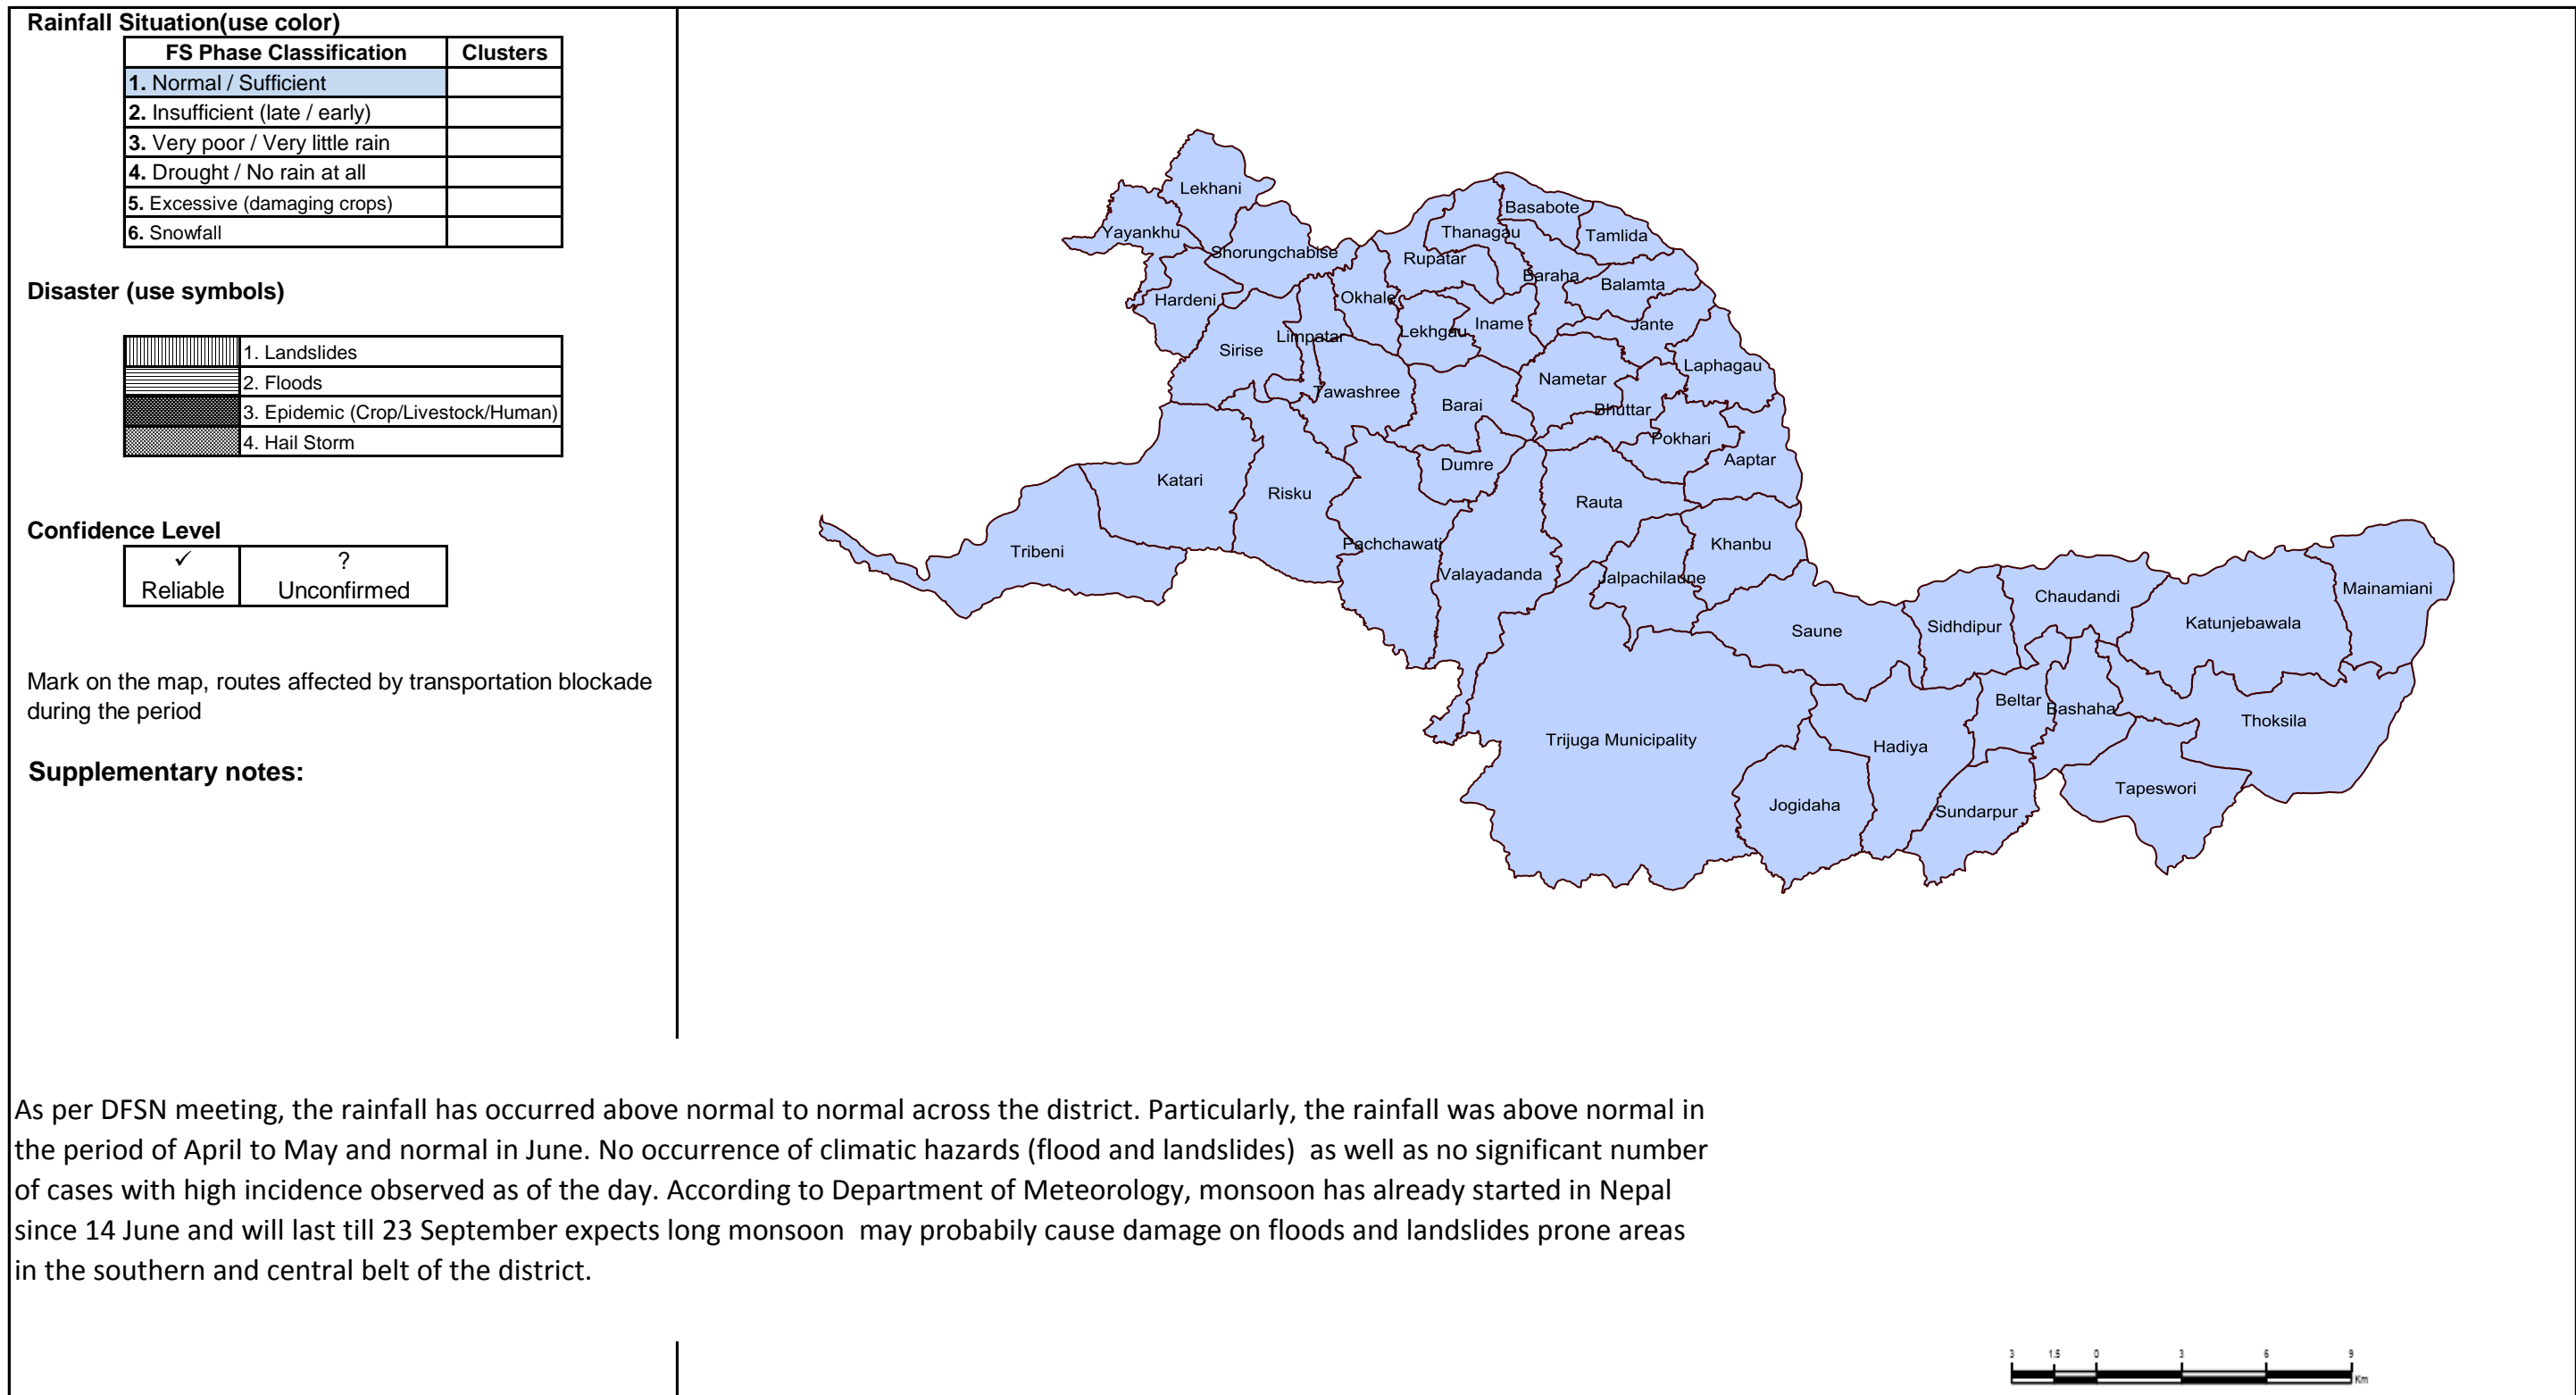 Rainfall Situation(use color)
FS Phase Classification Clusters
1. Normal / Sufficient
2. Insufficient (late / early)
3. Very poor / Very little rain
4. Drought / No rain at all
5. Excessive (damaging crops)
6. Snowfall
Disaster (use symbols)
1. Landslides
2. Floods
3. Epidemic (Crop/Livestock/Human)
4. Hail Storm
Confidence Level
✓ ?
Reliable Unconfirmed
Mark on the map, routes affected by transportation blockade
during the period
Supplementary notes:
Lekhani
Basabote
Yayankhu
Thanagau
Tamlida
Shorungchabise
Rupatar
Baraha
Balamta
Hardeni
Okhale
Limpatar
Lekhgau
Iname
Jante
Sirise
Laphagau
Tawashree
Nametar
Barai
Bhuttar
Pokhari
Dumre
Aaptar
Katari
Risku
Rauta
Tribeni
Pachchawati
Khanbu
Valayadanda
Jalpachilaune
Mainamiani
Chaudandi
Saune
Sidhdipur
Katunjebawala
Beltar
Bashaha
Thoksila
Trijuga Municipality
Hadiya
Tapeswori
Jogidaha
Sundarpur
As per DFSN meeting, the rainfall has occurred above normal to normal across the district. Particularly, the rainfall was above normal in
the period of April to May and normal in June. No occurrence of climatic hazards (flood and landslides)  as well as no significant number
of cases with high incidence observed as of the day. According to Department of Meteorology, monsoon has already started in Nepal
since 14 June and will last till 23 September expects long monsoon  may probabily cause damage on floods and landslides prone areas
in the southern and central belt of the district.
3 1.5 0 3 6 9
Km